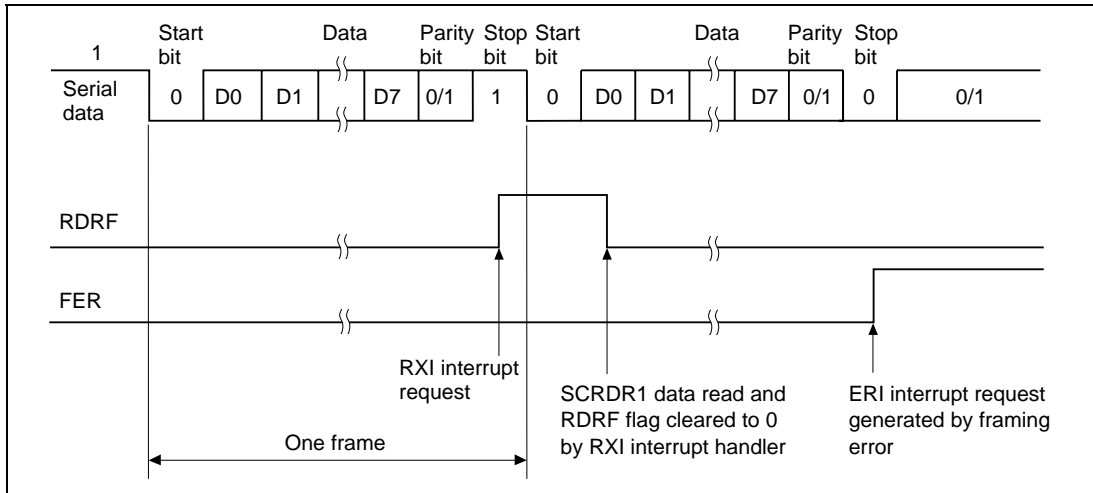 Start bit
Data
Parity bit
Stop bit
Start bit
Data
Parity bit
Stop bit
1
Serial data
0
D0
D1
D7
0/1
1
0
D0
D1
D7
0/1
0
0/1
RDRF
FER
RXI interrupt
request
SCRDR1 data read and
RDRF flag cleared to 0
by RXI interrupt handler
ERI interrupt request
generated by framing
error
One frame